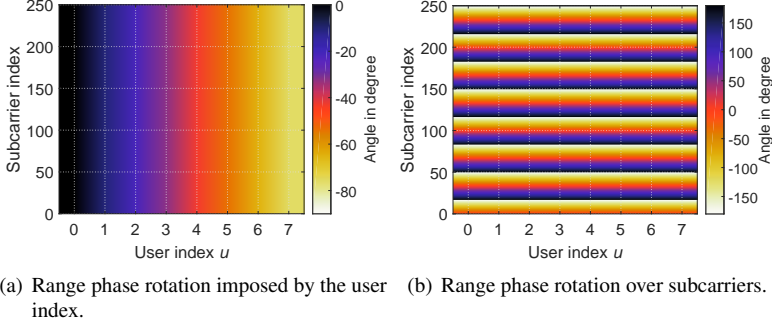 250
200
150
100
50
0
Subcarrier index
0 1 2 3 4 5 6 7
User index u
0
-20
-40
-60
-80
Angle in degree
250
200
150
100
50
0
Subcarrier index
0 1 2 3 4 5 6 7
User index u
150
100
50
0
-50
-100
-150
Angle in degree
(a) Range phase rotation imposed by the user
index.
(b) Range phase rotation over subcarriers.